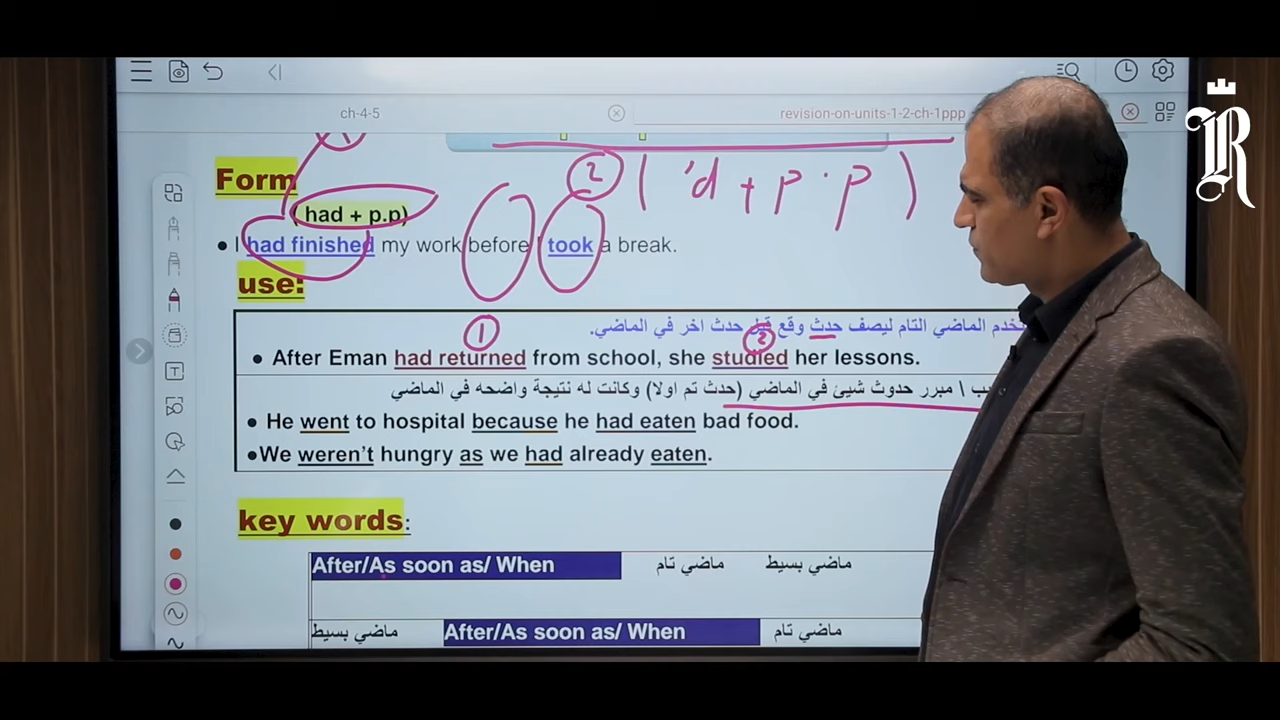 ch-4-5
revision-on-units-1-2-ch-1ppp
R
Form
② ( 'd + p.p )
( had + p.p)
● I had finished my work before I took a break.
use:
①
الماضي التام ليصف حدث وقع قبل حدث اخر في الماضي.
②
● After Eman had returned from school, she studied her lessons.
\ مبرر حدوث شيئ في الماضي (حدث تم اولا) وكانت له نتيجة واضحه في الماضي
● He went to hospital because he had eaten bad food.
●We weren't hungry as we had already eaten.
key words:
After/As soon as/ When ماضي تام ماضي بسيط
ماضي بسيط After/As soon as/ When ماضي تام